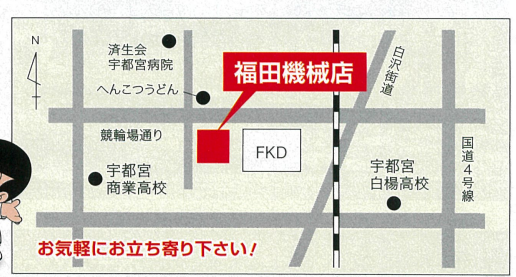 N
済生会
宇都宮病院
へんこつうどん
福田機械店
白沢街道
競輪場通り
FKD
宇都宮
商業高校
宇都宮
白楊高校
国道4号線
お気軽にお立ち寄り下さい!